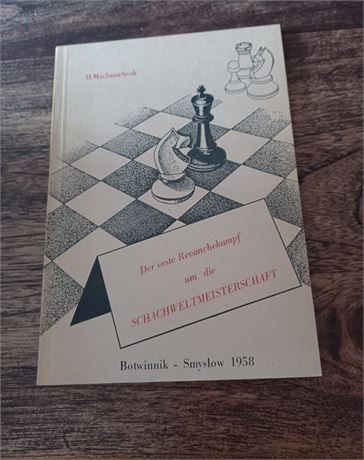 H.Machatscheck
Der erste Revanchekampf
um die
SCHACHWELTMEISTERSCHAFT
Botwinnik - Smyslow 1958